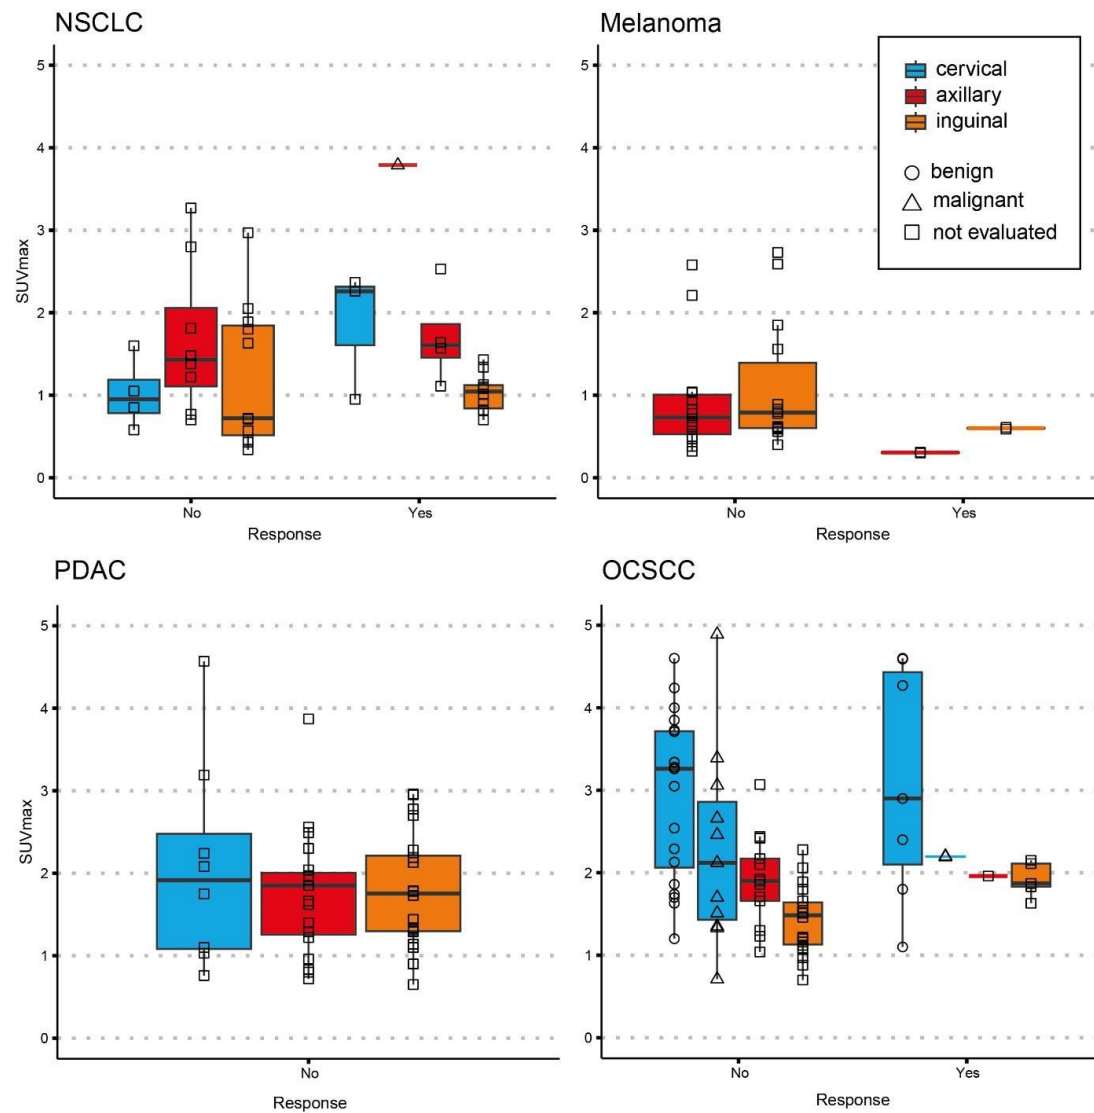 NSCLC
5
4
3
2
1
0
SUVmax
No
Yes
Response
Melanoma
5
4
3
2
1
0
No
Yes
Response
cervical
axillary
inguinal
benign
malignant
not evaluated
PDAC
5
4
3
2
1
0
SUVmax
No
Response
OCSCC
5
4
3
2
1
0
No
Yes
Response